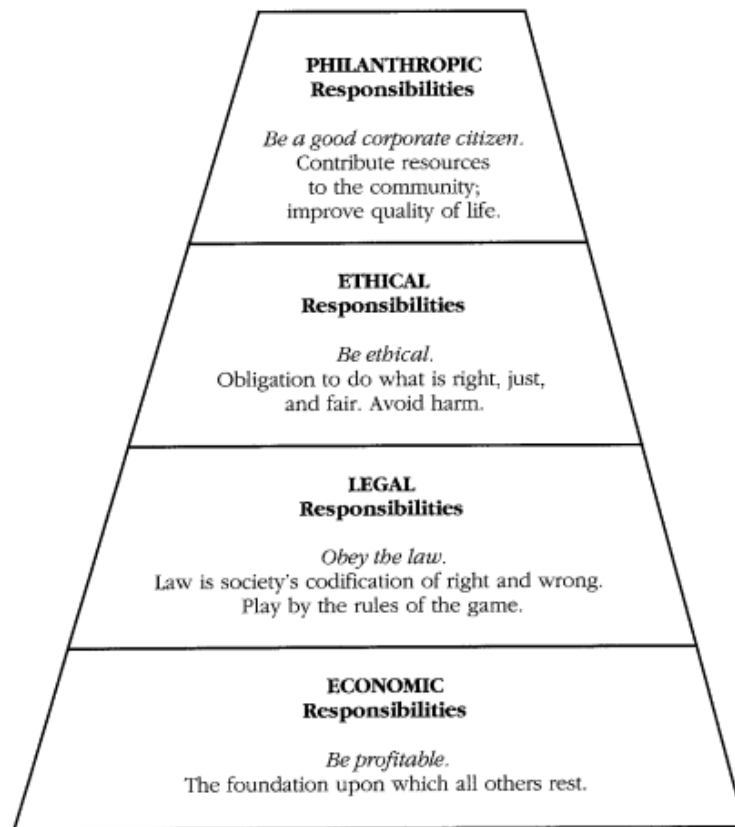 PHILANTHROPIC
Responsibilities
Be a good corporate citizen.
Contribute resources
to the community;
improve quality of life.
ETHICAL
Responsibilities
Be ethical.
Obligation to do what is right, just,
and fair. Avoid harm.
LEGAL
Responsibilities
Obey the law.
Law is society's codification of right and wrong.
Play by the rules of the game.
ECONOMIC
Responsibilities
Be profitable.
The foundation upon which all others rest.